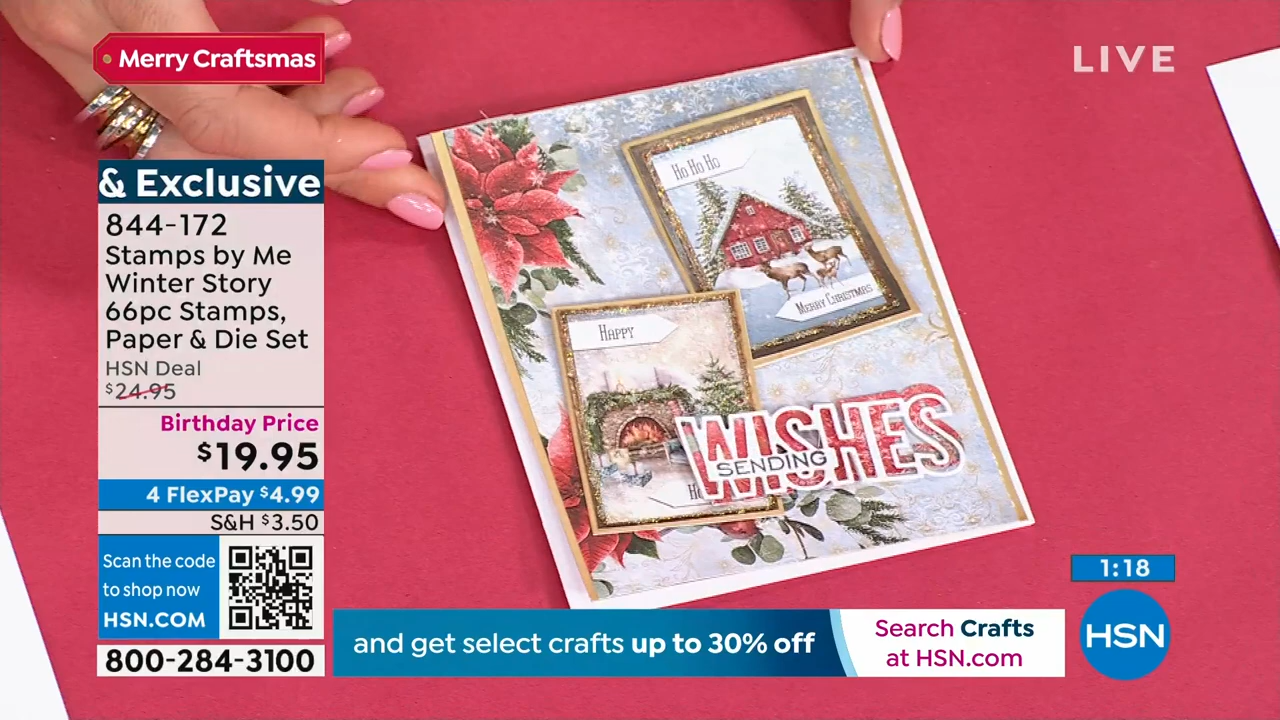 Merry Craftsmas
LIVE
& Exclusive
844-172
Stamps by Me
Winter Story
66pc Stamps,
Paper & Die Set
HSN Deal
$24.95
Birthday Price
$19.95
4 FlexPay $4.99
S&H $3.50
Scan the code
to shop now
HSN.COM
800-284-3100
Ho Ho Ho
Merry Christmas
Happy
Ho
WISHES
SENDING
1:18
HSN
and get select crafts up to 30% off
Search Crafts
at HSN.com